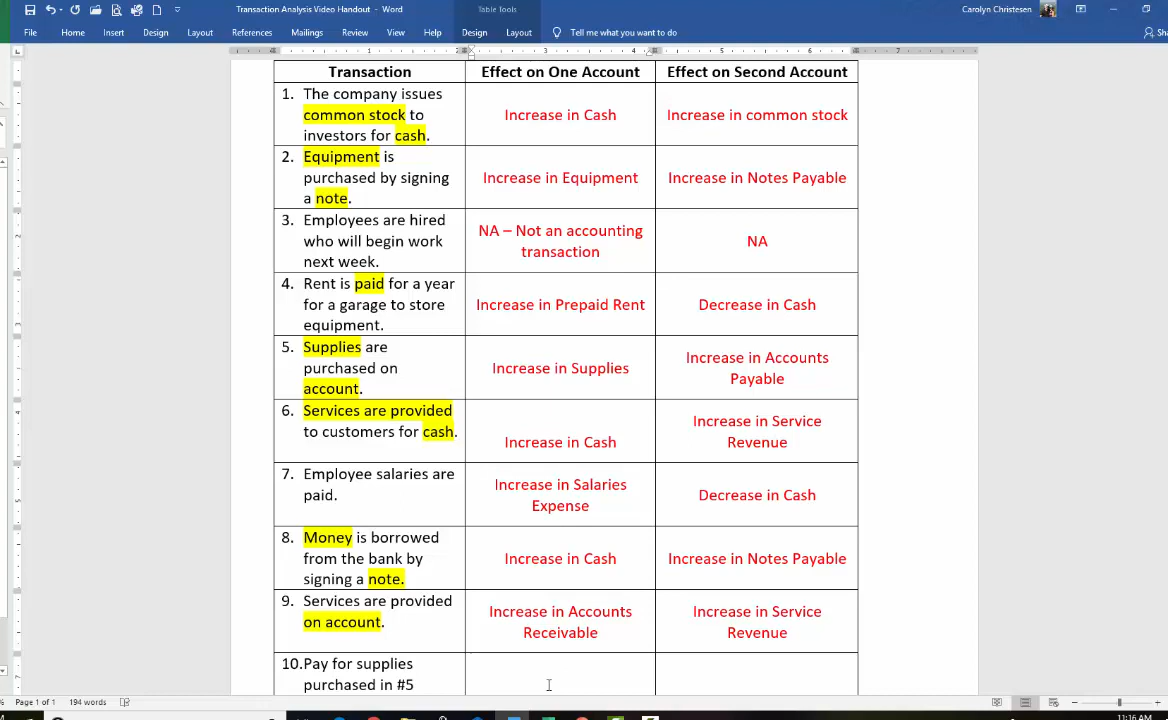 Transaction Analysis Video Handout - Word
Table Tools
Carolyn Christesen
File Home Insert Design Layout References Mailings Review View Help Design Layout Tell me what you want to do Sha
Transaction Effect on One Account Effect on Second Account
1. The company issues
common stock to
investors for cash.
Increase in Cash
Increase in common stock
2. Equipment is
purchased by signing
a note.
Increase in Equipment
Increase in Notes Payable
3. Employees are hired
who will begin work
next week.
NA – Not an accounting
transaction
NA
4. Rent is paid for a year
for a garage to store
equipment.
Increase in Prepaid Rent
Decrease in Cash
5. Supplies are
purchased on
account.
Increase in Supplies
Increase in Accounts
Payable
6. Services are provided
to customers for cash.
Increase in Cash
Increase in Service
Revenue
7. Employee salaries are
paid.
Increase in Salaries
Expense
Decrease in Cash
8. Money is borrowed
from the bank by
signing a note.
Increase in Cash
Increase in Notes Payable
9. Services are provided
on account.
Increase in Accounts
Receivable
Increase in Service
Revenue
10. Pay for supplies
purchased in #5
Page 1 of 1 194 words
11:16 AM